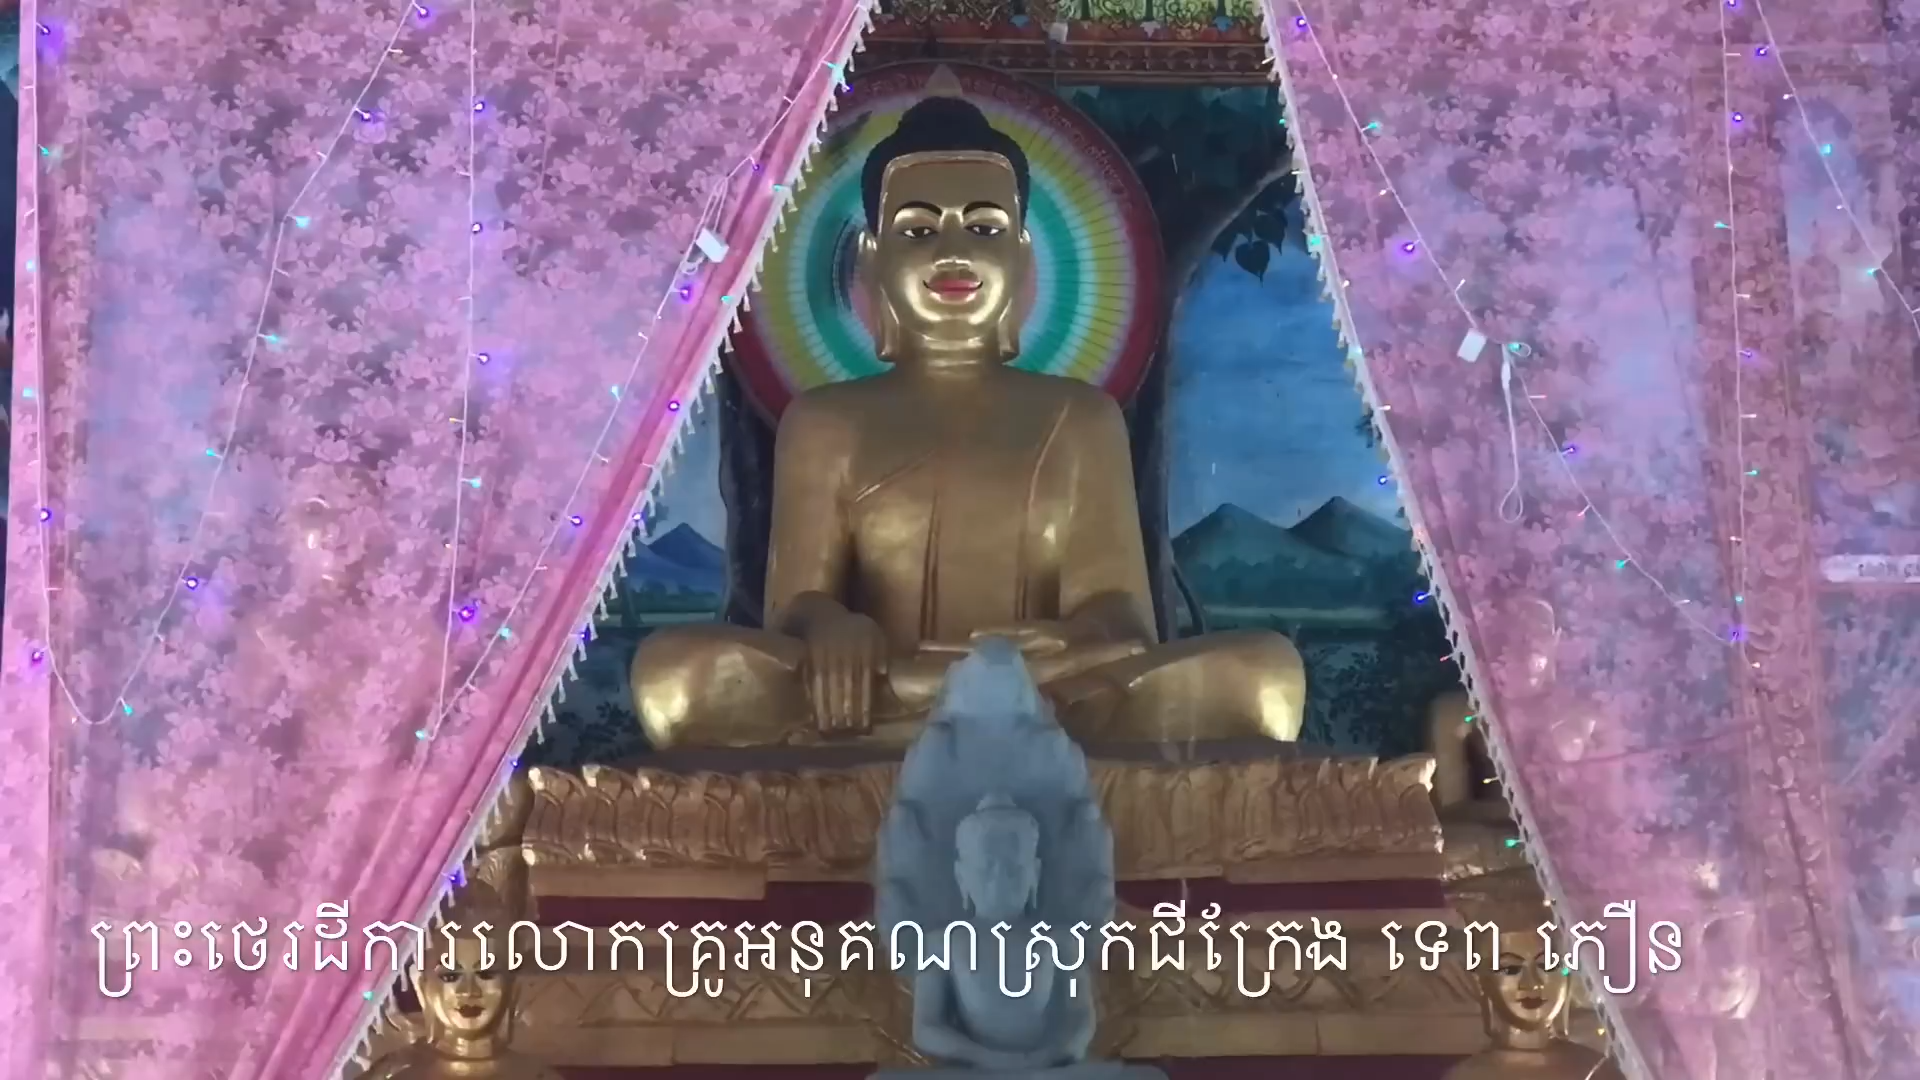 ព្រះថេរដីការលោកគ្រូអនុគណស្រុកជីក្រែង ទេព ភឿន